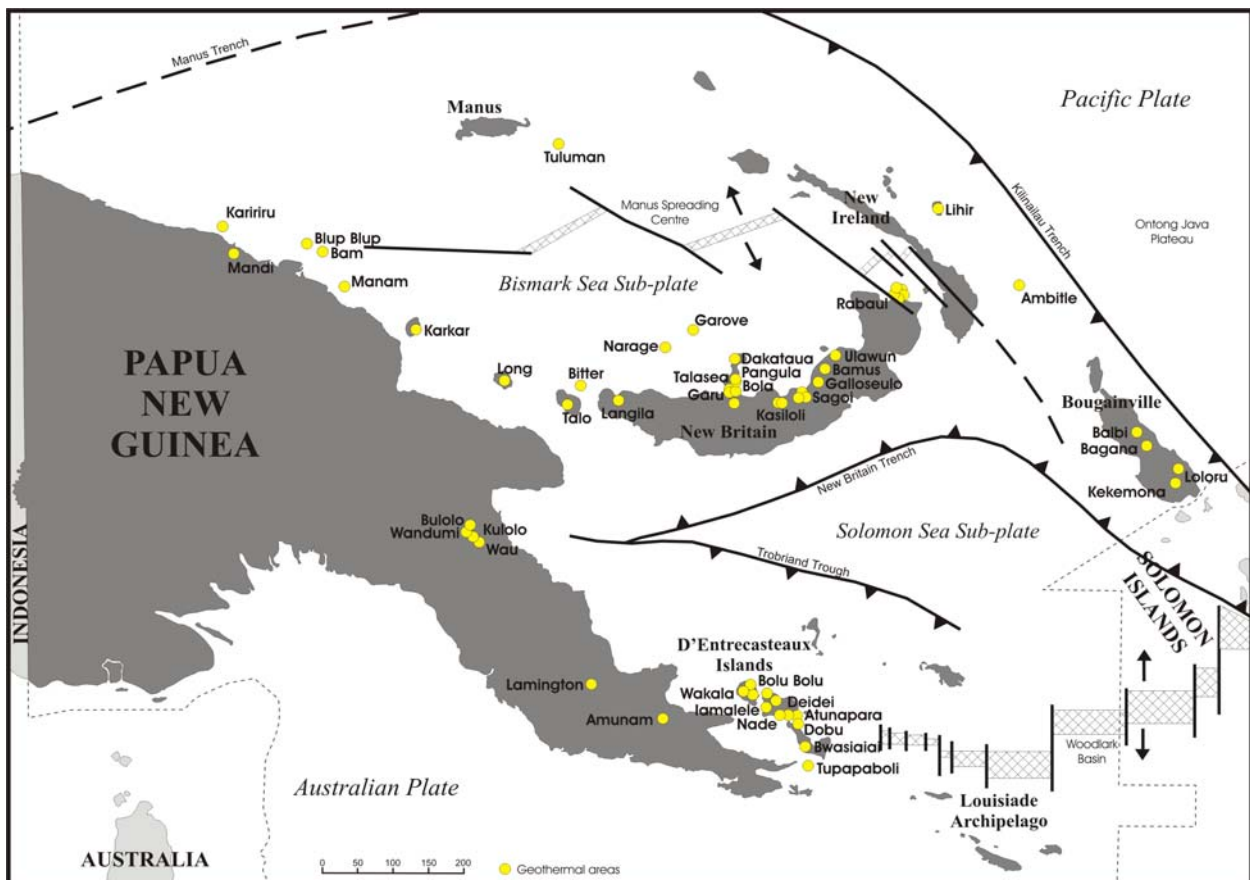 Manus Trench
Manus
Pacific Plate
Tuluman
Kilinailau Trench
Manus Spreading
Centre
New
Ireland
Lihir
Ontong Java
Plateau
Kaririru
Blup Blup
Bam
Mandi
Manam
Bismark Sea Sub-plate
Rabaul
Ambitle
Karkar
Garove
Narage
PAPUA
NEW
GUINEA
Long
Bitter
Talo
Langila
Dakataua
Pangula
Talasea
Bola
Garu
Ulawun
Bamus
Galloseulo
Sagoi
Kasiloli
New Britain
Bougainville
Balbi
Bagana
Loloru
Kekemona
New Britain Trench
Solomon Sea Sub-plate
Bulolo
Kulolo
Wandumi
Wau
Trobriand Trough
INDONESIA
SOLOMON
ISLANDS
D'Entrecasteaux
Islands
Lamington
Bolu Bolu
Wakala
Deidei
Iamalele
Amunam
Nade
Atunapara
Dobu
Bwasiaiai
Tupapaboli
Woodlark
Basin
Australian Plate
Louisiade
Archipelago
AUSTRALIA
0 50 100 150 200
Geothermal areas